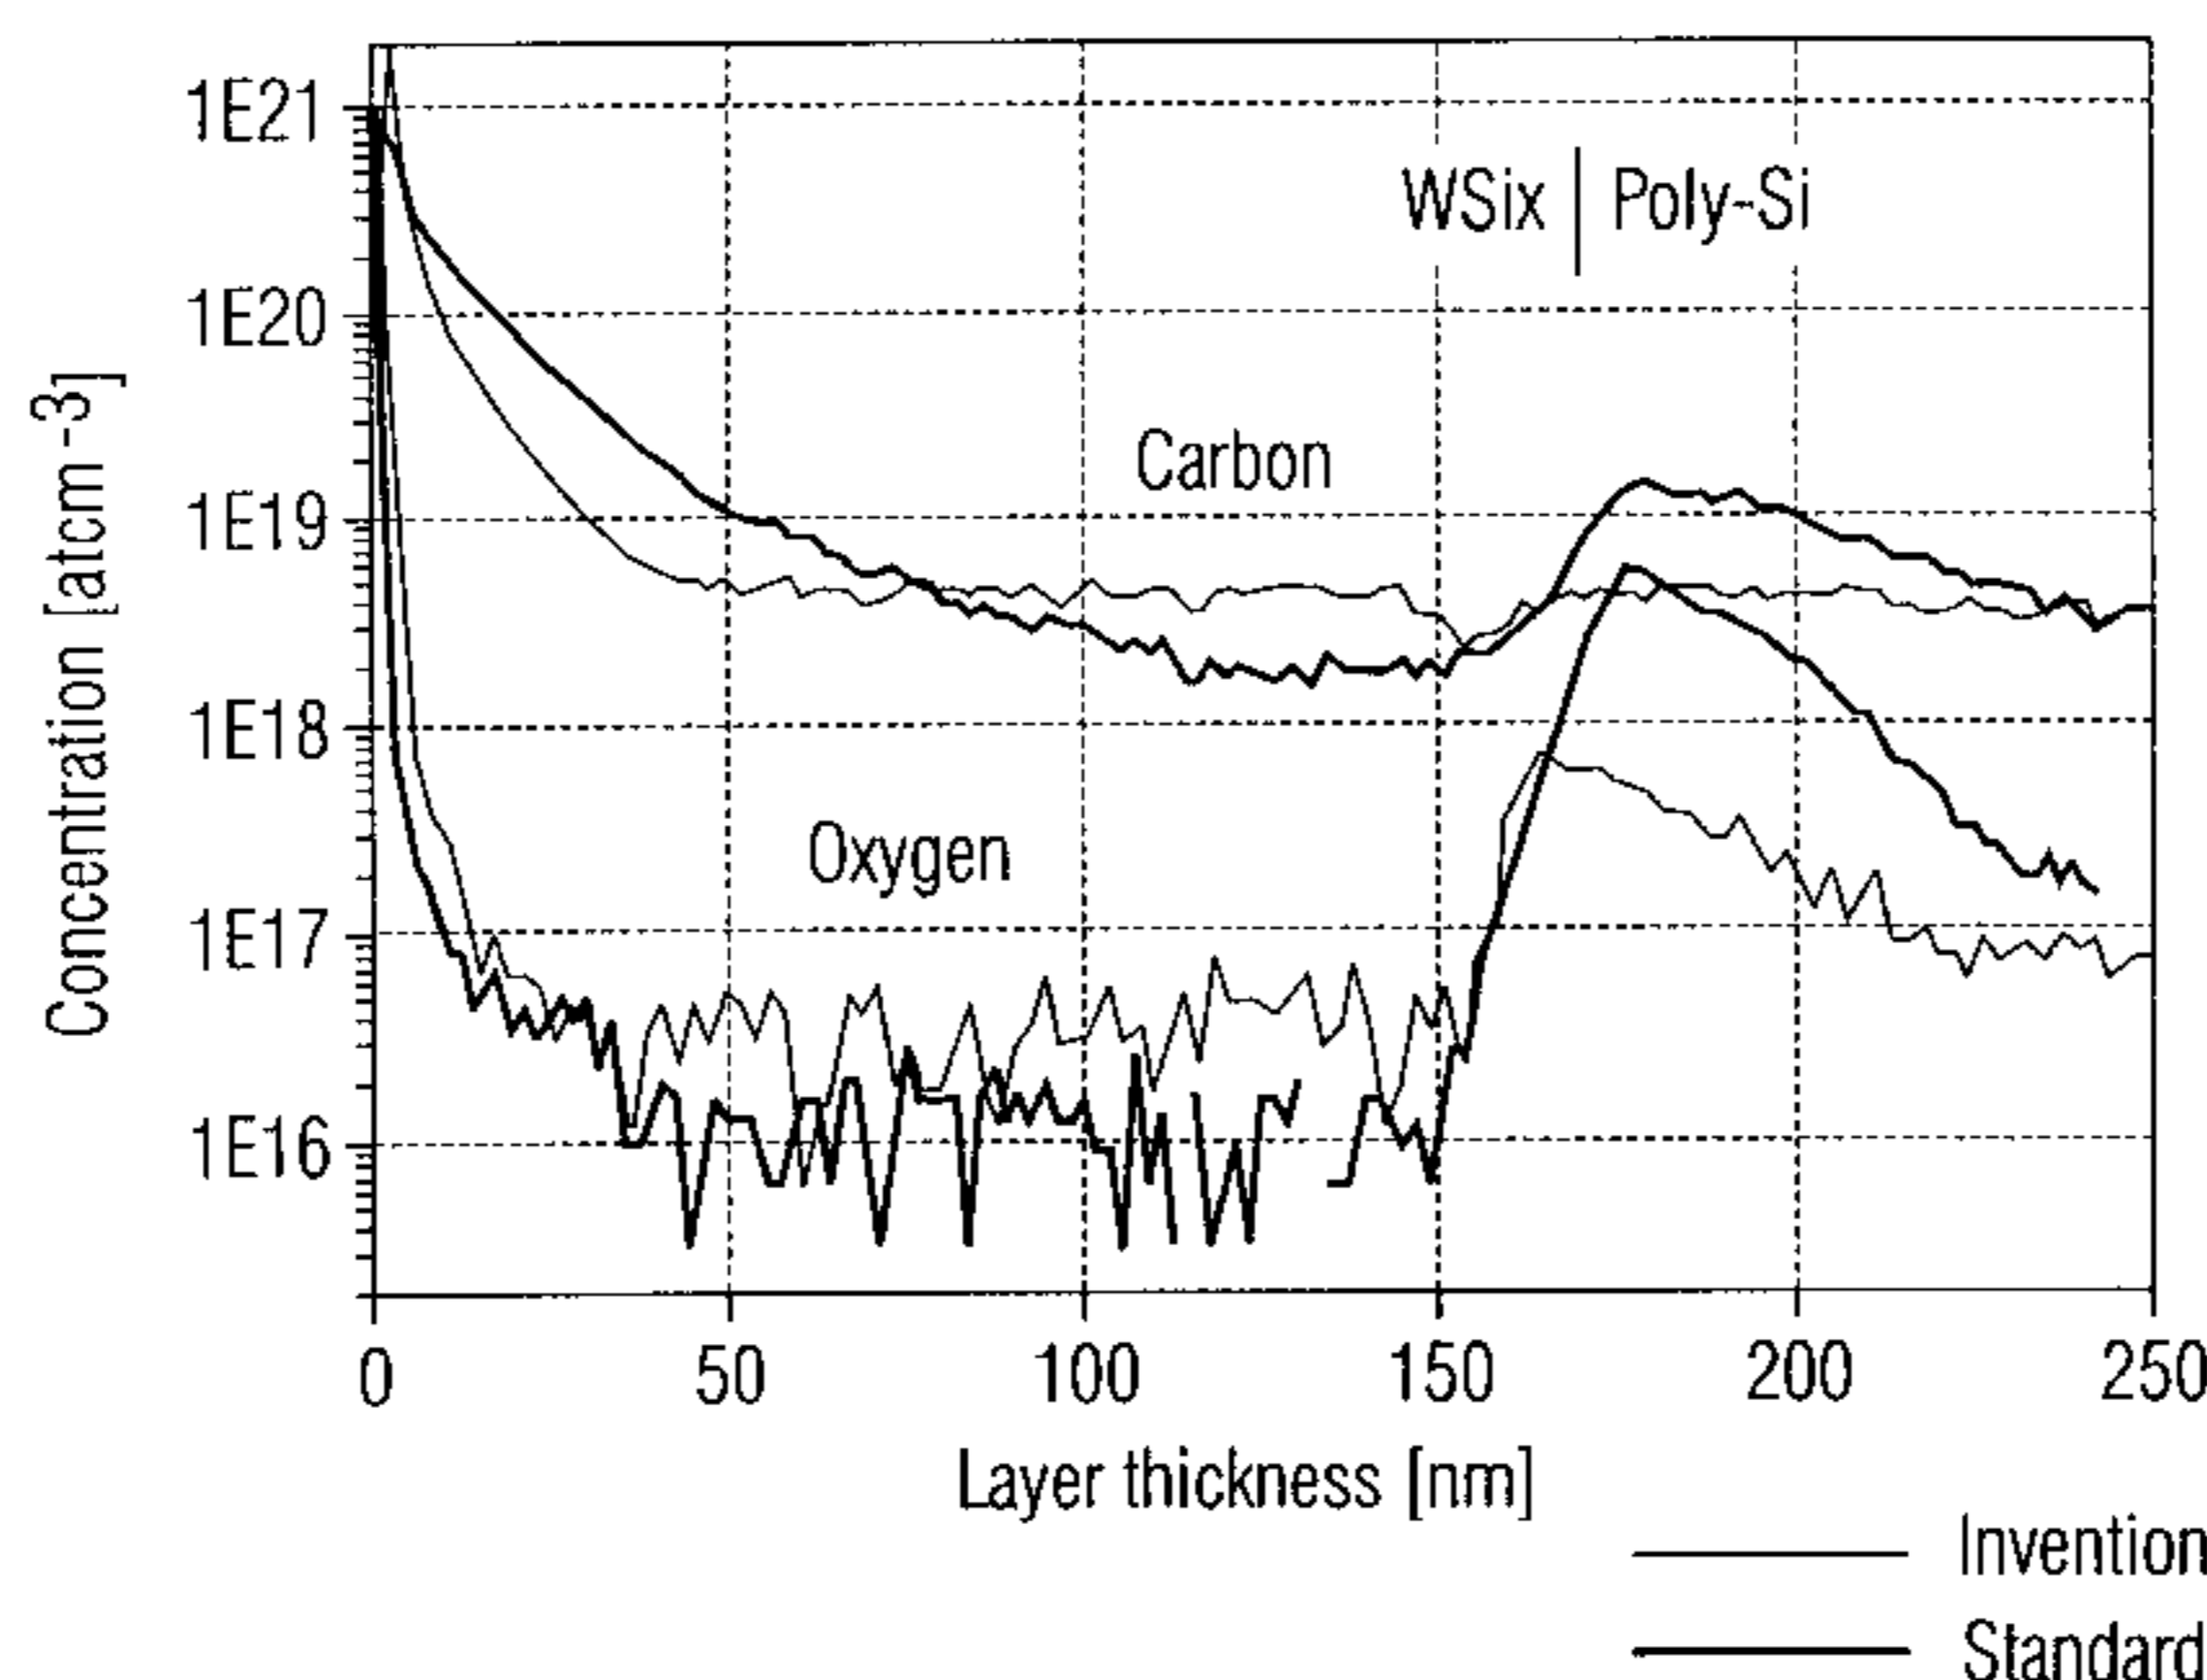 Concentration [atcm-3]
1E21
1E20
1E19
1E18
1E17
1E16
WSix | Poly-Si
Carbon
Oxygen
0 50 100 150 200 250
Layer thickness [nm]
Invention
Standard